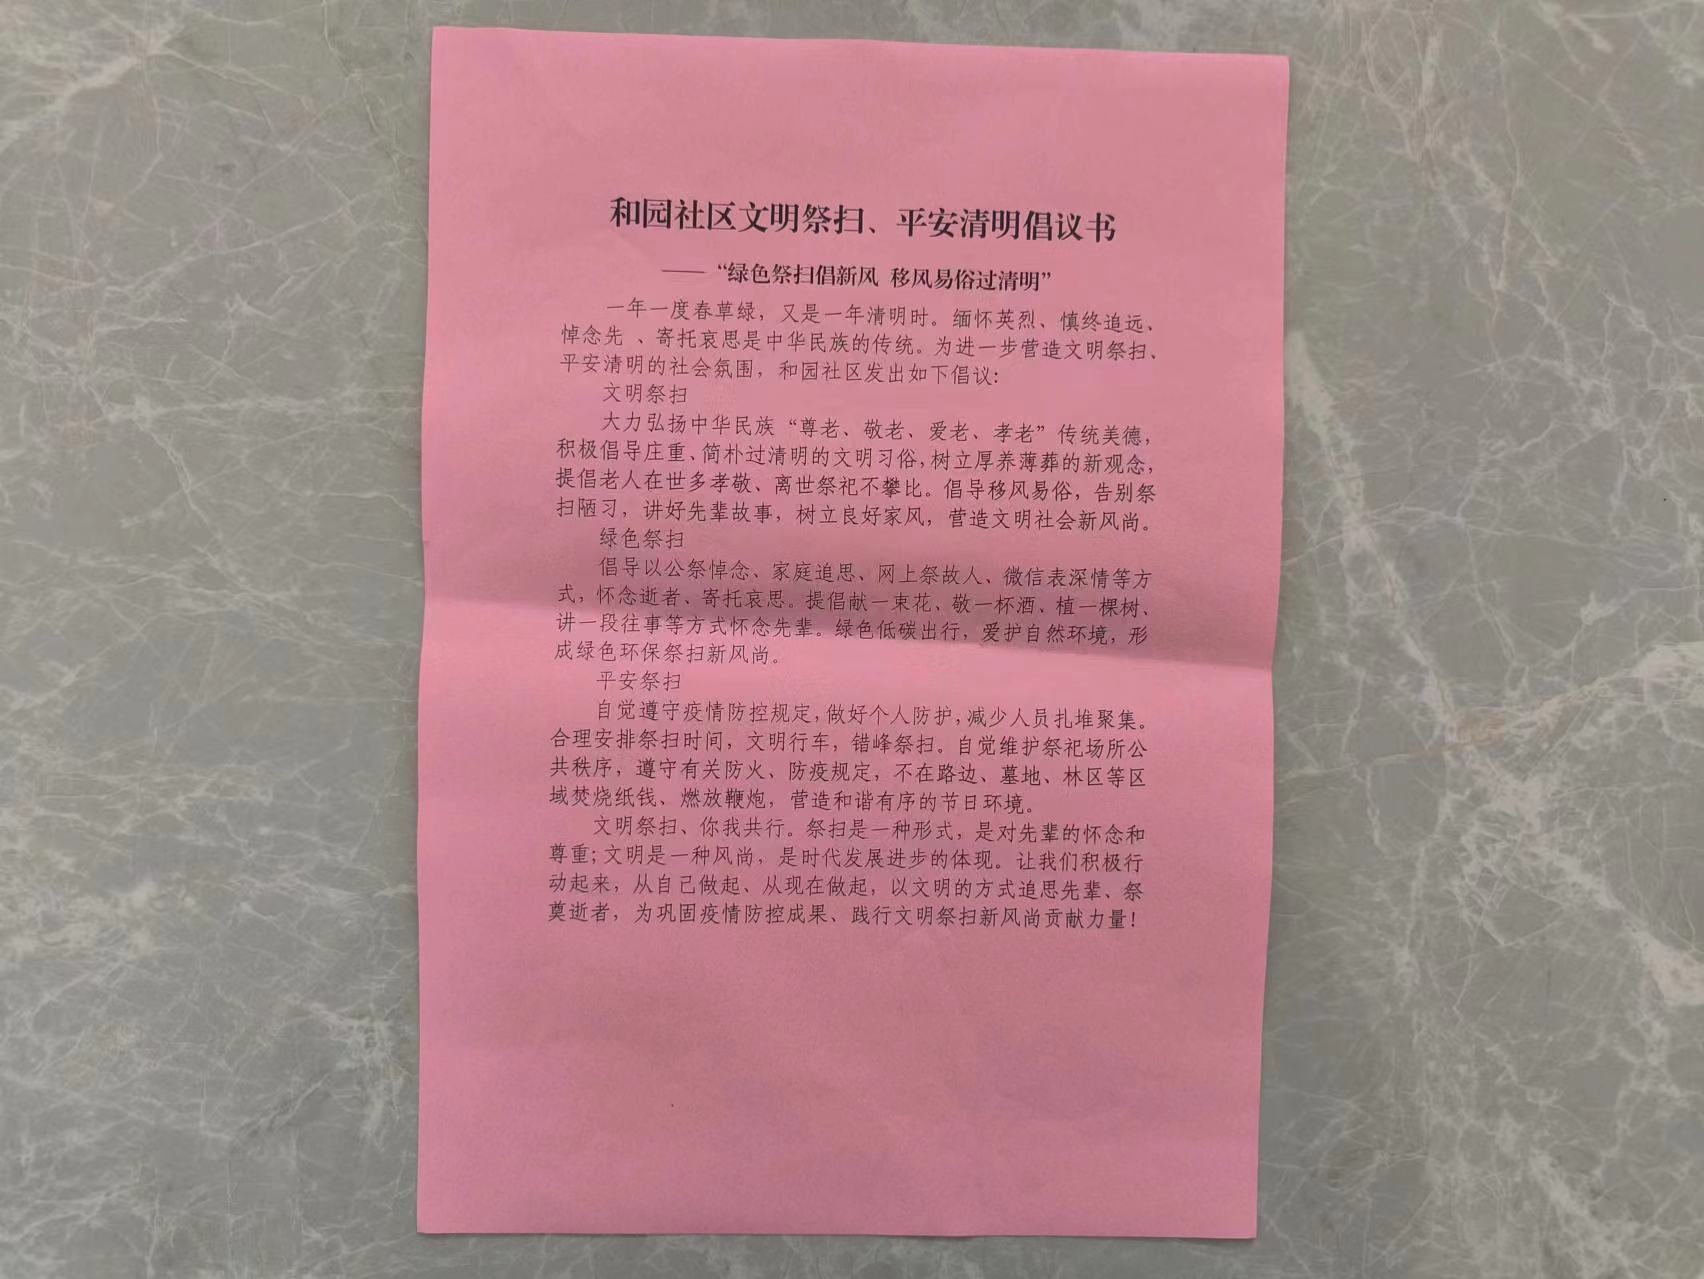 和园社区文明祭扫、平安清明倡议书
——“绿色祭扫倡新风 移风易俗过清明”
一年一度春草绿，又是一年清明时。缅怀英烈、慎终追远、
悼念先 、寄托哀思是中华民族的传统。为进一步营造文明祭扫、
平安清明的社会氛围，和园社区发出如下倡议：
文明祭扫
大力弘扬中华民族“尊老、敬老、爱老、孝老”传统美德，
积极倡导庄重、简朴过清明的文明习俗，树立厚养薄葬的新观念，
提倡老人在世多孝敬、离世祭祀不攀比。倡导移风易俗，告别祭
扫陋习，讲好先辈故事，树立良好家风，营造文明社会新风尚。
绿色祭扫
倡导以公祭悼念、家庭追思、网上祭故人、微信表深情等方
式，怀念逝者、寄托哀思。提倡献一束花、敬一杯酒、植一棵树、
讲一段往事等方式怀念先辈。绿色低碳出行，爱护自然环境，形
成绿色环保祭扫新风尚。
平安祭扫
自觉遵守疫情防控规定，做好个人防护，减少人员扎堆聚集。
合理安排祭扫时间，文明行车，错峰祭扫。自觉维护祭祀场所公
共秩序，遵守有关防火、防疫规定，不在路边、墓地、林区等区
域焚烧纸钱、燃放鞭炮，营造和谐有序的节日环境。
文明祭扫、你我共行。祭扫是一种形式，是对先辈的怀念和
尊重；文明是一种风尚，是时代发展进步的体现。让我们积极行
动起来，从自己做起、从现在做起，以文明的方式追思先辈、祭
奠逝者，为巩固疫情防控成果、践行文明祭扫新风尚贡献力量！